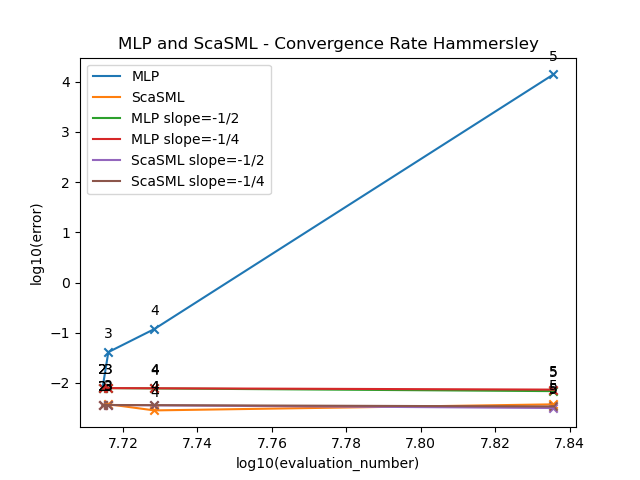 MLP and ScaSML - Convergence Rate Hammersley
MLP
ScaSML
MLP slope=-1/2
MLP slope=-1/4
ScaSML slope=-1/2
ScaSML slope=-1/4
log10(error)
4
3
2
1
0
−1
−2
5
4
3
2
3
4
5
4
4
5
7.72
7.74
7.76
7.78
7.80
7.82
7.84
log10(evaluation_number)